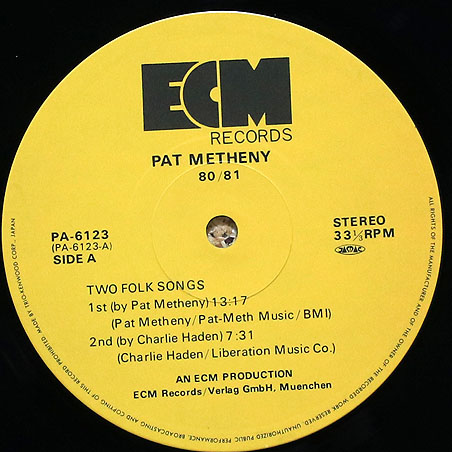 ECM
RECORDS
PAT METHENY
80/81
PA-6123
(PA-6123-A)
SIDE A
STEREO
33⅓RPM
JASRAC
TWO FOLK SONGS
1st (by Pat Metheny) 13:17
(Pat Metheny/Pat-Meth Music/BMI)
2nd (by Charlie Haden) 7:31
(Charlie Haden/Liberation Music Co.)
AN ECM PRODUCTION
ECM Records/Verlag GmbH, Muenchen
ALL RIGHTS OF THE MANUFACTURER AND OF THE OWNER OF THE RECORDED WORK RESERVED. UNAUTHORIZED PUBLIC PERFORMANCE, BROADCASTING AND COPYING OF THIS RECORD PROHIBITED. MADE BY TRIO-KENWOOD CORP., JAPAN